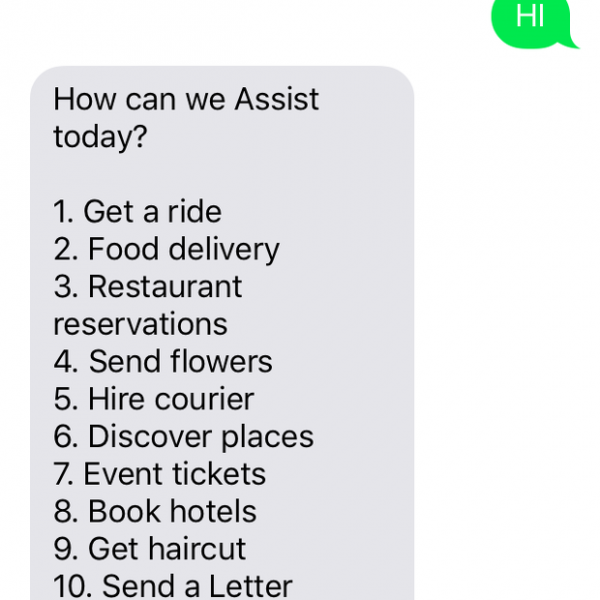 HI
How can we Assist
today?
1. Get a ride
2. Food delivery
3. Restaurant
reservations
4. Send flowers
5. Hire courier
6. Discover places
7. Event tickets
8. Book hotels
9. Get haircut
10. Send a Letter